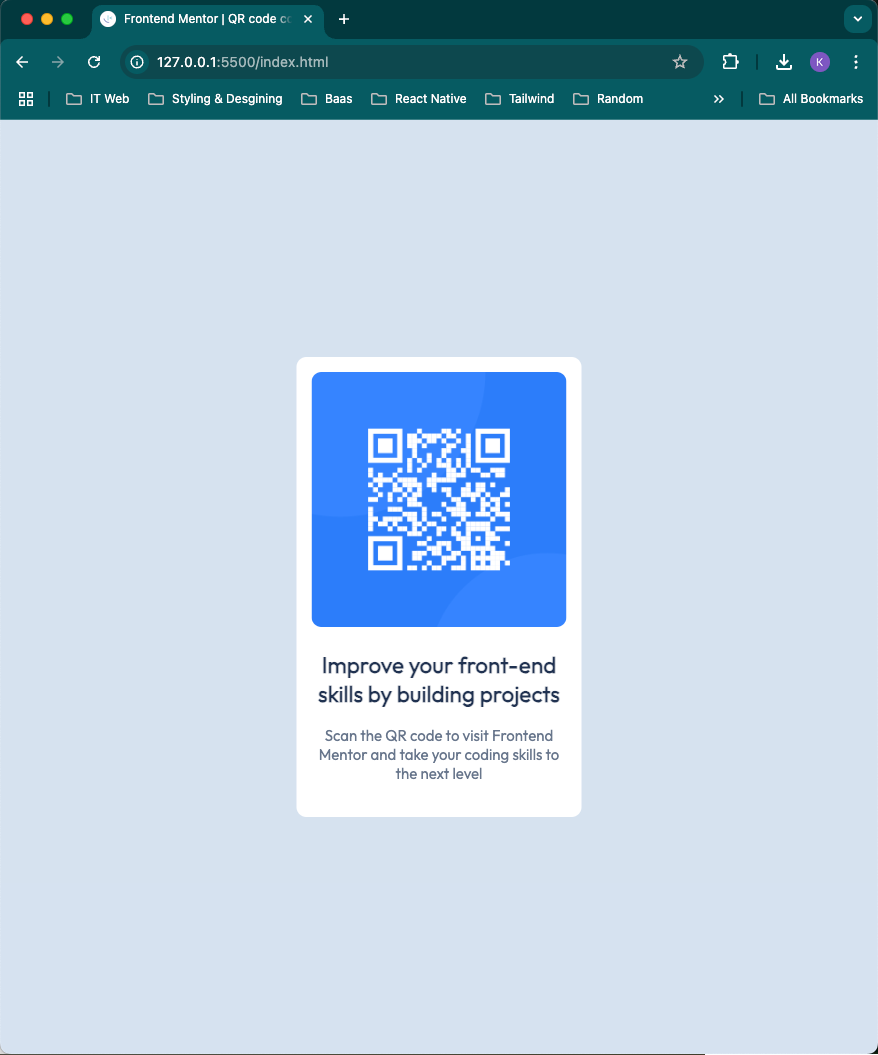 Frontend Mentor | QR code co
127.0.0.1:5500/index.html
K
IT Web
Styling & Desgining
Baas
React Native
Tailwind
Random
All Bookmarks
Improve your front-end
skills by building projects
Scan the QR code to visit Frontend
Mentor and take your coding skills to
the next level